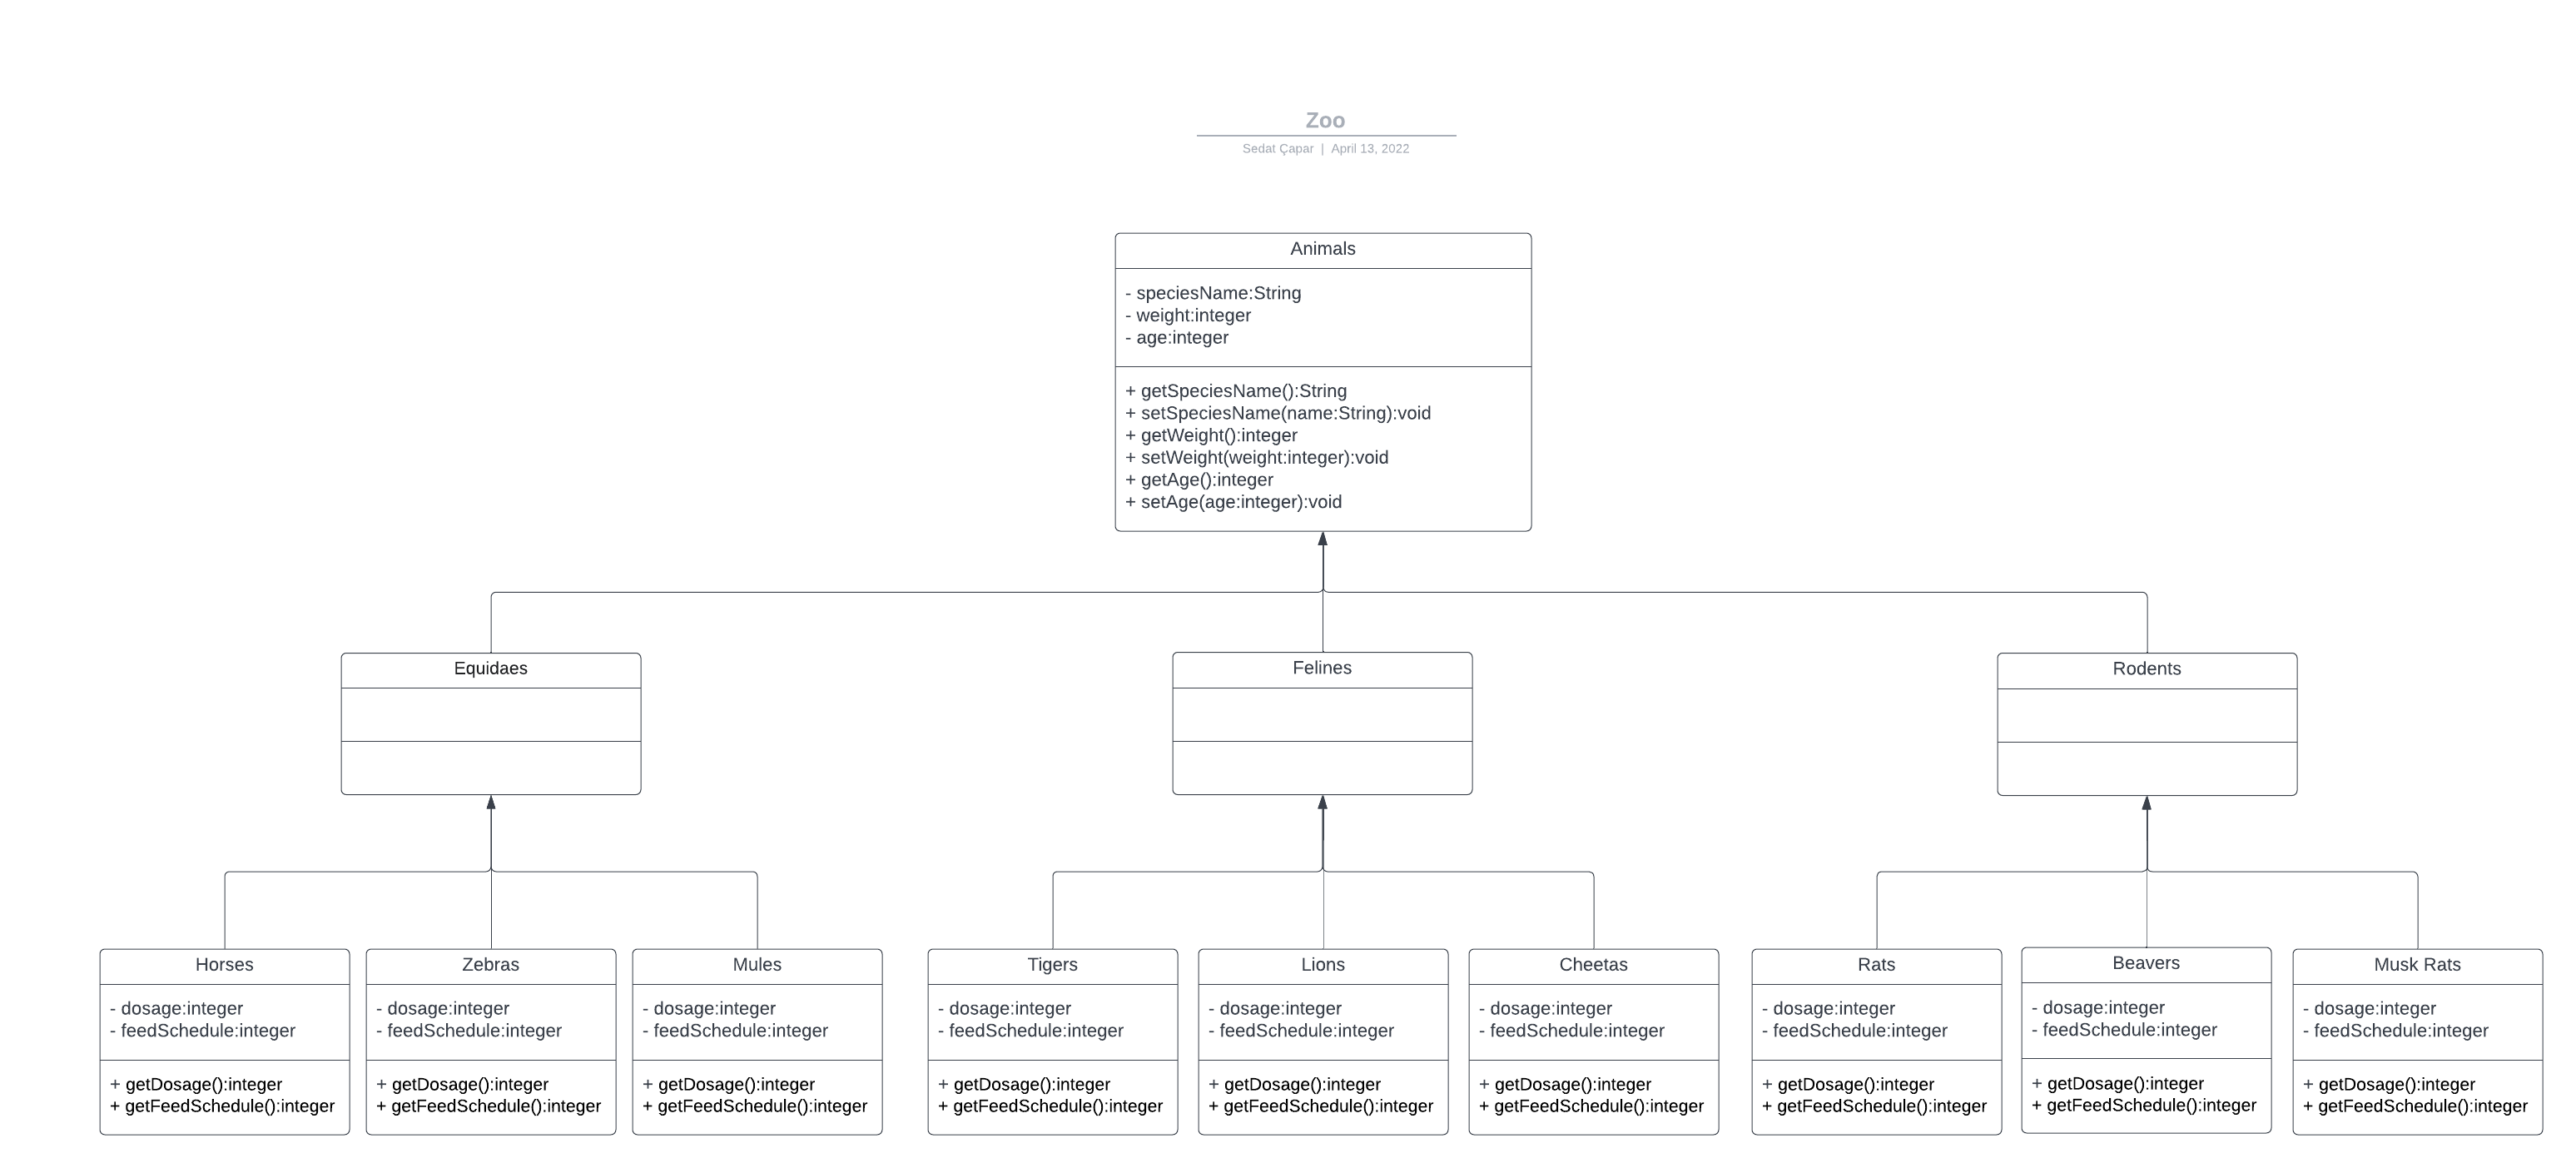 Zoo
Sedat Çapar | April 13, 2022
Animals
- speciesName:String
- weight:integer
- age:integer
+ getSpeciesName():String
+ setSpeciesName(name:String):void
+ getWeight():integer
+ setWeight(weight:integer):void
+ getAge():integer
+ setAge(age:integer):void
Equidaes
Felines
Rodents
Horses
- dosage:integer
- feedSchedule:integer
+ getDosage():integer
+ getFeedSchedule():integer
Zebras
- dosage:integer
- feedSchedule:integer
+ getDosage():integer
+ getFeedSchedule():integer
Mules
- dosage:integer
- feedSchedule:integer
+ getDosage():integer
+ getFeedSchedule():integer
Tigers
- dosage:integer
- feedSchedule:integer
+ getDosage():integer
+ getFeedSchedule():integer
Lions
- dosage:integer
- feedSchedule:integer
+ getDosage():integer
+ getFeedSchedule():integer
Cheetas
- dosage:integer
- feedSchedule:integer
+ getDosage():integer
+ getFeedSchedule():integer
Rats
- dosage:integer
- feedSchedule:integer
+ getDosage():integer
+ getFeedSchedule():integer
Beavers
- dosage:integer
- feedSchedule:integer
+ getDosage():integer
+ getFeedSchedule():integer
Musk Rats
- dosage:integer
- feedSchedule:integer
+ getDosage():integer
+ getFeedSchedule():integer